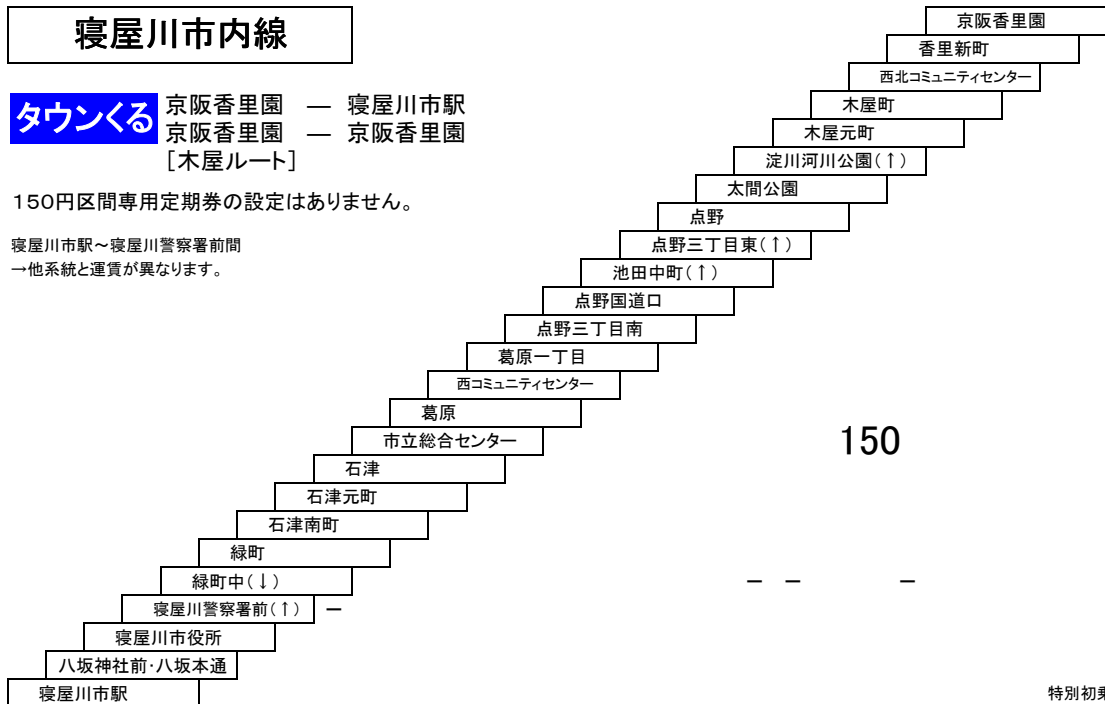 寝屋川市内線
タウンくる
京阪香里園 ― 寝屋川市駅
京阪香里園 ― 京阪香里園
[木屋ルート]
150円区間専用定期券の設定はありません。
寝屋川市駅～寝屋川警察署前間
→他系統と運賃が異なります。
京阪香里園
香里新町
西北コミュニティセンター
木屋町
木屋元町
淀川河川公園(↑)
太間公園
点野
点野三丁目東(↑)
池田中町(↑)
点野国道口
点野三丁目南
葛原一丁目
西コミュニティセンター
葛原
市立総合センター
150
石津
石津元町
石津南町
緑町
緑町中(↓) － － －
寝屋川警察署前(↑) －
寝屋川市役所
八坂神社前・八坂本通
寝屋川市駅
特別初乗